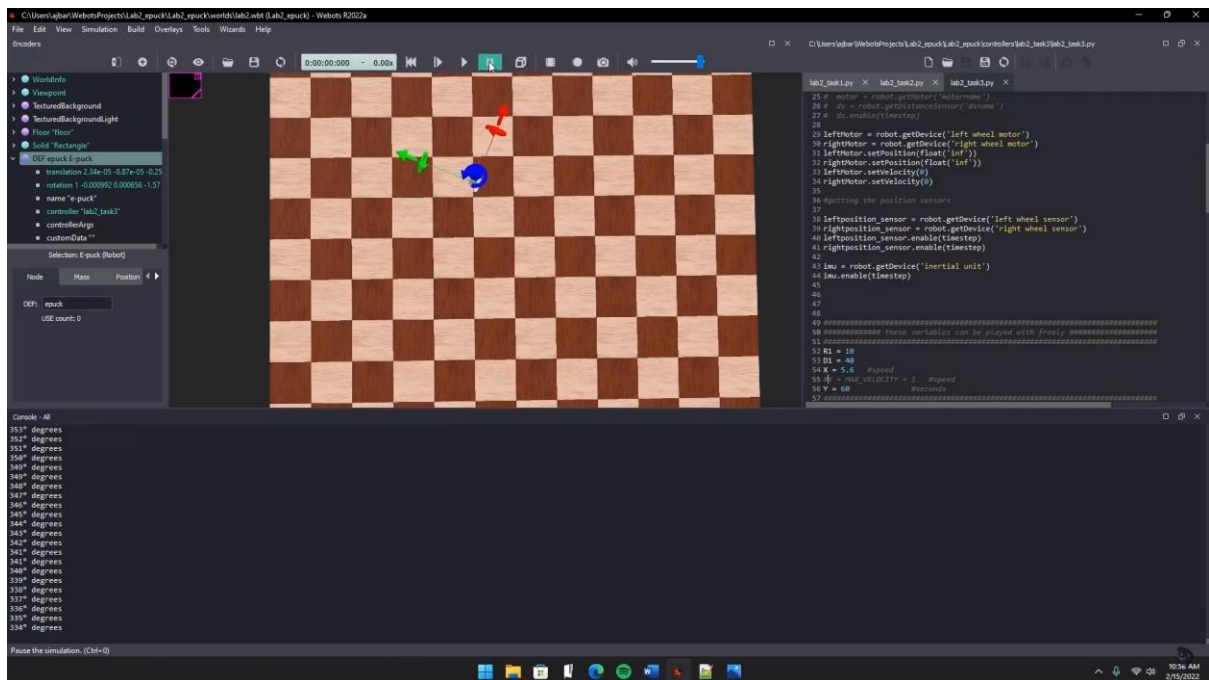 C:\Users\ajbar\WebotsProjects\Lab2_epuck\Lab2_epuck\worlds\lab2.wbt (Lab2_epuck) - Webots R2022a
File Edit View Simulation Build Overlays Tools Wizards Help
Encoders
C:\Users\ajbar\WebotsProjects\Lab2_epuck\Lab2_epuck\controllers\lab2_task3\lab2_task3.py
0:00:00:000 - 0.00x
WorldInfo
Viewpoint
TexturedBackground
TexturedBackgroundLight
Floor "floor"
Solid "Rectangle"
DEF epuck E-puck
translation 2.34e-05 -8.87e-05 -0.25
rotation 1 -0.000992 0.000656 -1.57
name "e-puck"
controller "lab2_task3"
controllerArgs
customData ""
Selection: E-puck (Robot)
Node Mass Position
DEF: epuck
USE count: 0
lab2_task1.py × lab2_task2.py × lab2_task3.py ×
25 # motor = robot.getMotor('motorname')
26 # ds = robot.getDistanceSensor('dsname')
27 # ds.enable(timestep)
28
29 leftMotor = robot.getDevice('left wheel motor')
30 rightMotor = robot.getDevice('right wheel motor')
31 leftMotor.setPosition(float('inf'))
32 rightMotor.setPosition(float('inf'))
33 leftMotor.setVelocity(0)
34 rightMotor.setVelocity(0)
35
36 #getting the position sensors
37
38 leftposition_sensor = robot.getDevice('left wheel sensor')
39 rightposition_sensor = robot.getDevice('right wheel sensor')
40 leftposition_sensor.enable(timestep)
41 rightposition_sensor.enable(timestep)
42
43 imu = robot.getDevice('inertial unit')
44 imu.enable(timestep)
45
46
47
48
49 ####################################################################
50 ############# these variables can be played with freely ####################
51 ####################################################################
52 R1 = 10
53 D1 = 40
54 X = 5.6 #speed
55 #X = MAX_VELOCITY + 1 #speed
56 Y = 60 #seconds
57 ####################################################################
Console - All
353° degrees
352° degrees
351° degrees
350° degrees
349° degrees
349° degrees
348° degrees
347° degrees
346° degrees
345° degrees
344° degrees
343° degrees
342° degrees
341° degrees
341° degrees
340° degrees
339° degrees
338° degrees
337° degrees
336° degrees
335° degrees
334° degrees
Pause the simulation. (Ctrl+0)
10:56 AM
2/15/2022